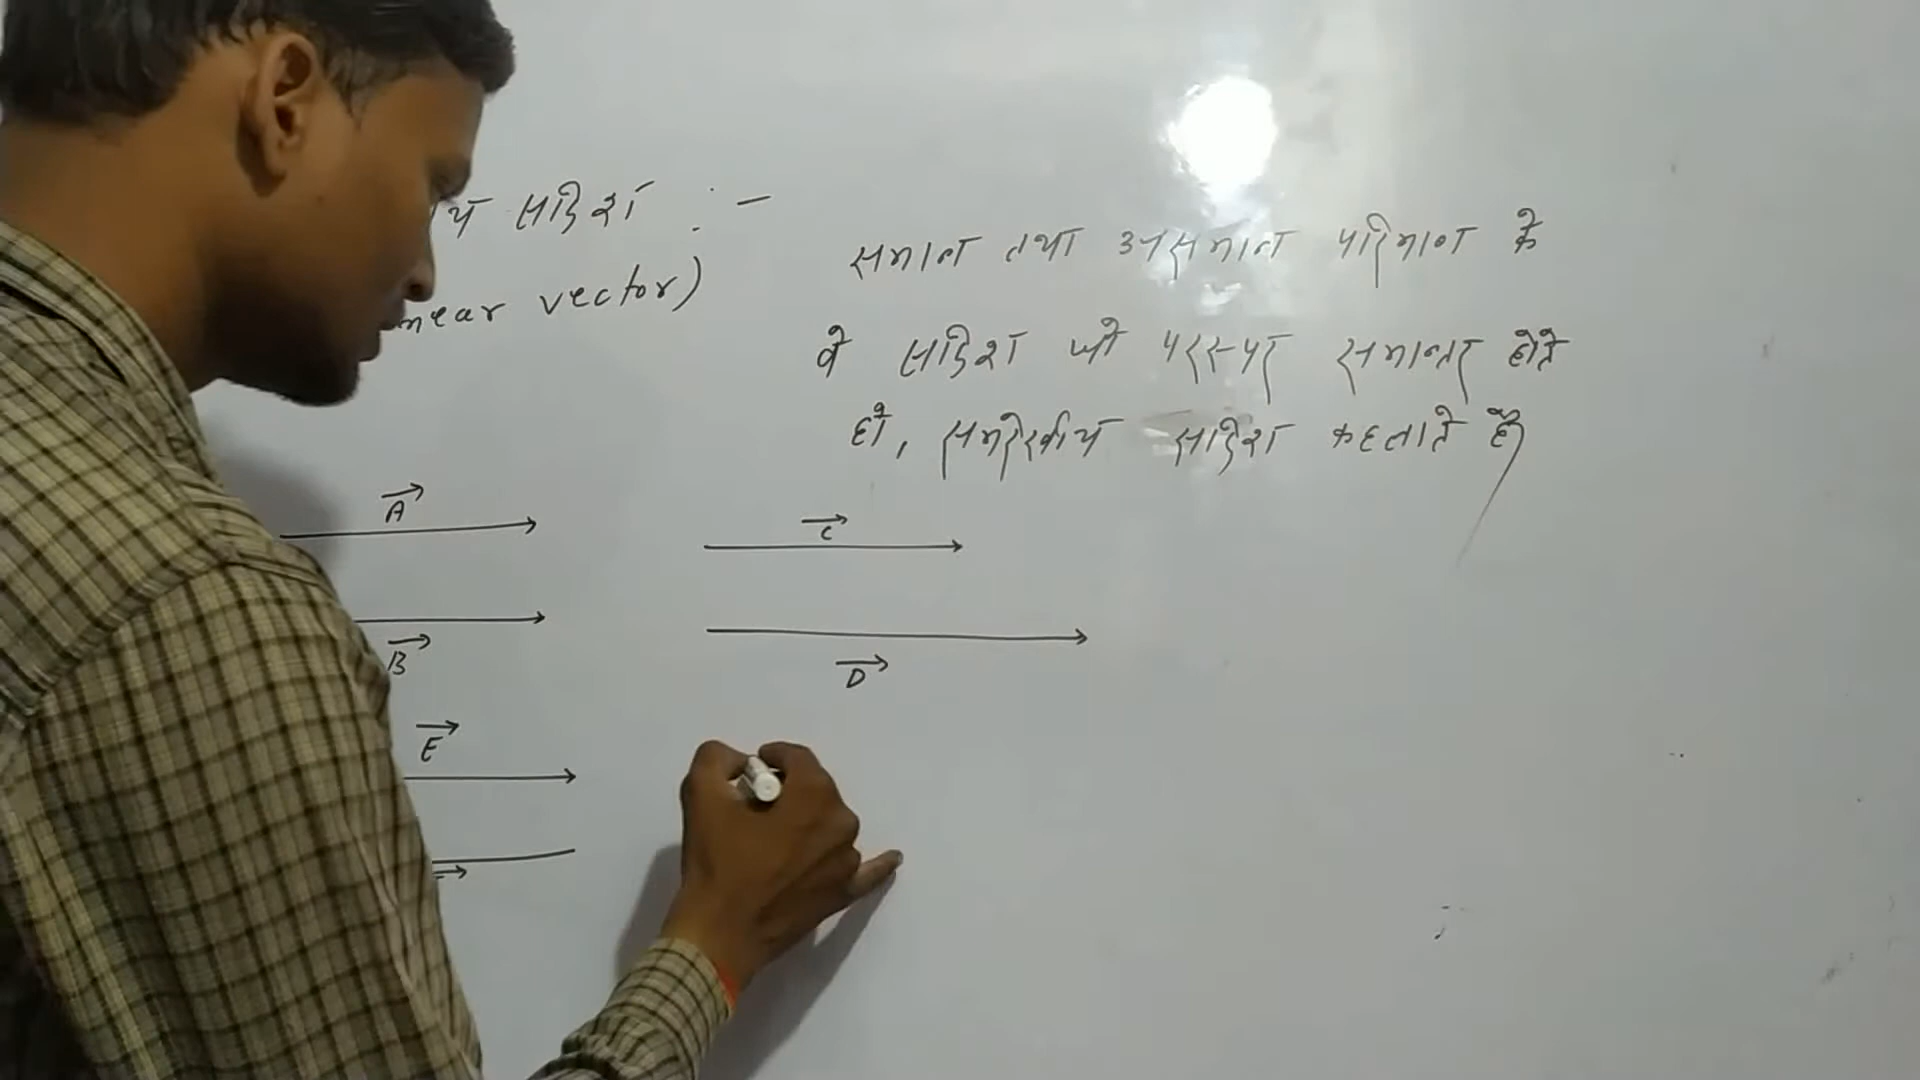 सदिश :-
near vector)
समान तथा असमान परिमाण के
वे सदिश जो परस्पर समान्तर होते
हो, समरेखीय सदिश कहलाते हैं
A
C
B
D
E